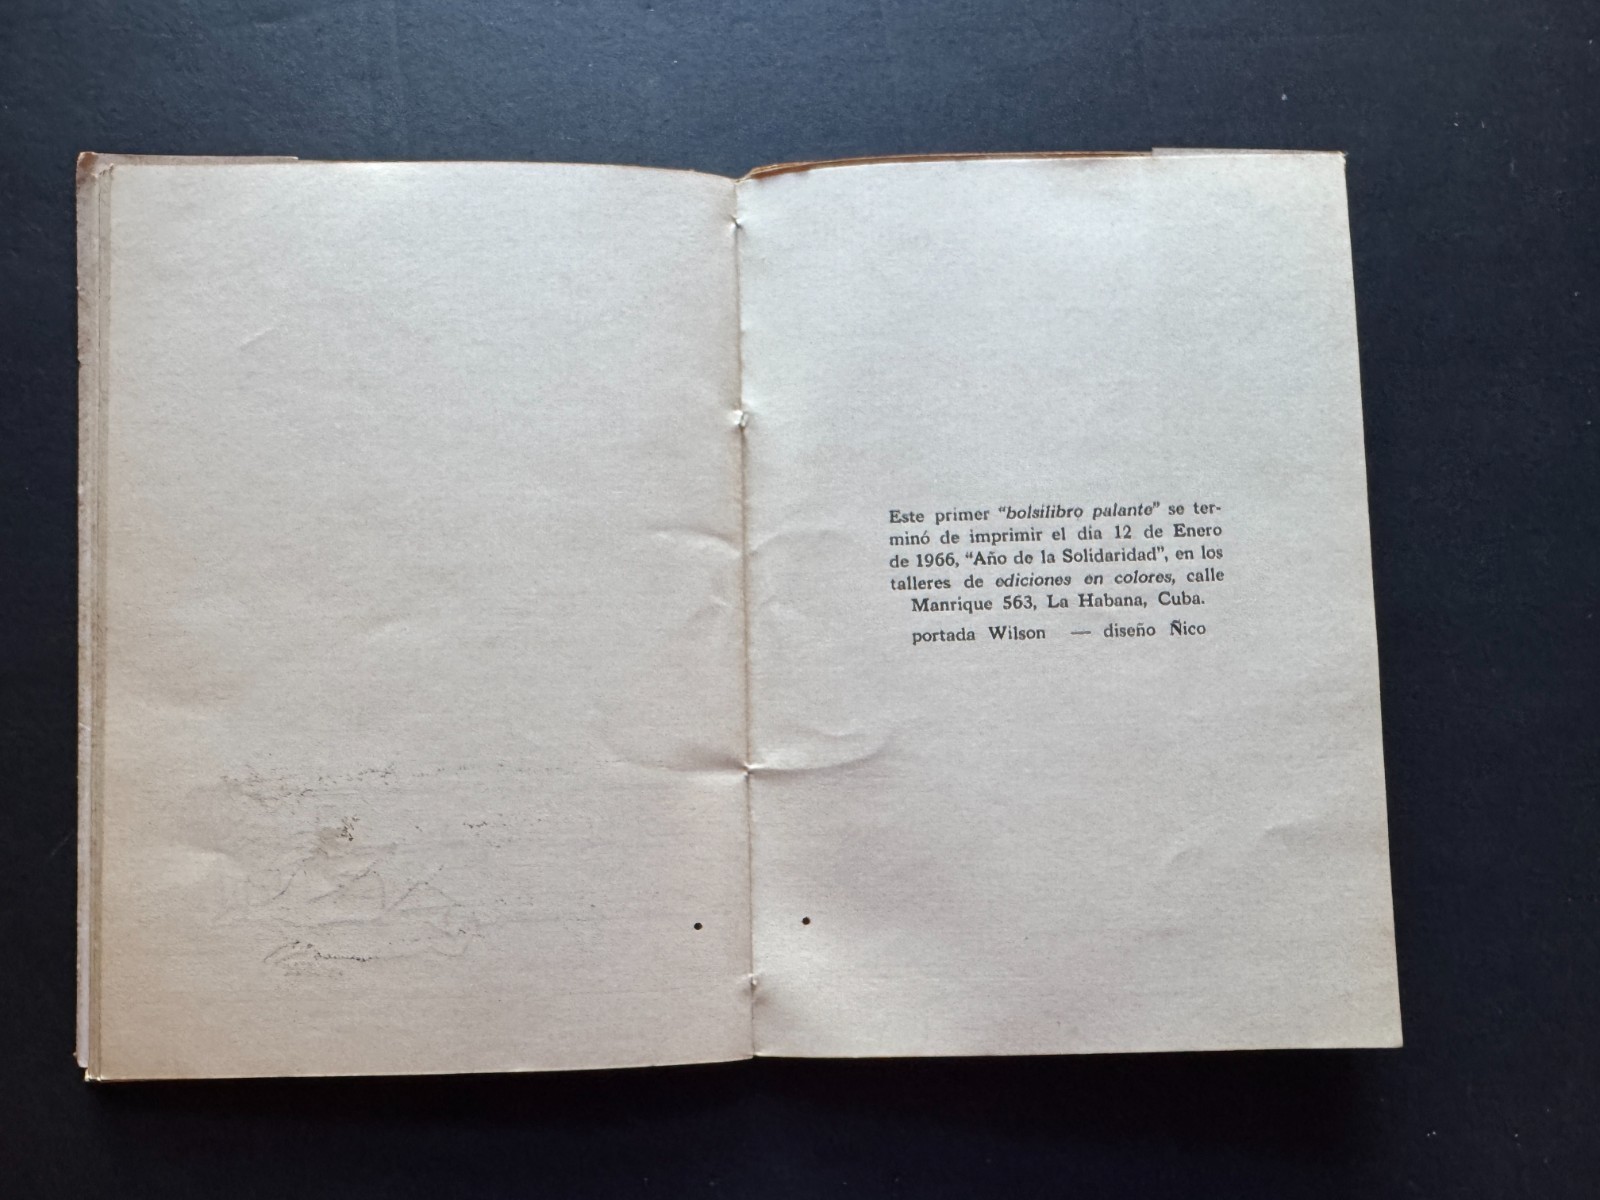 Este primer “bolsilibro palante” se ter-
minó de imprimir el día 12 de Enero
de 1966, “Año de la Solidaridad”, en los
talleres de ediciones en colores, calle
Manrique 563, La Habana, Cuba.
portada Wilson — diseño Ñico